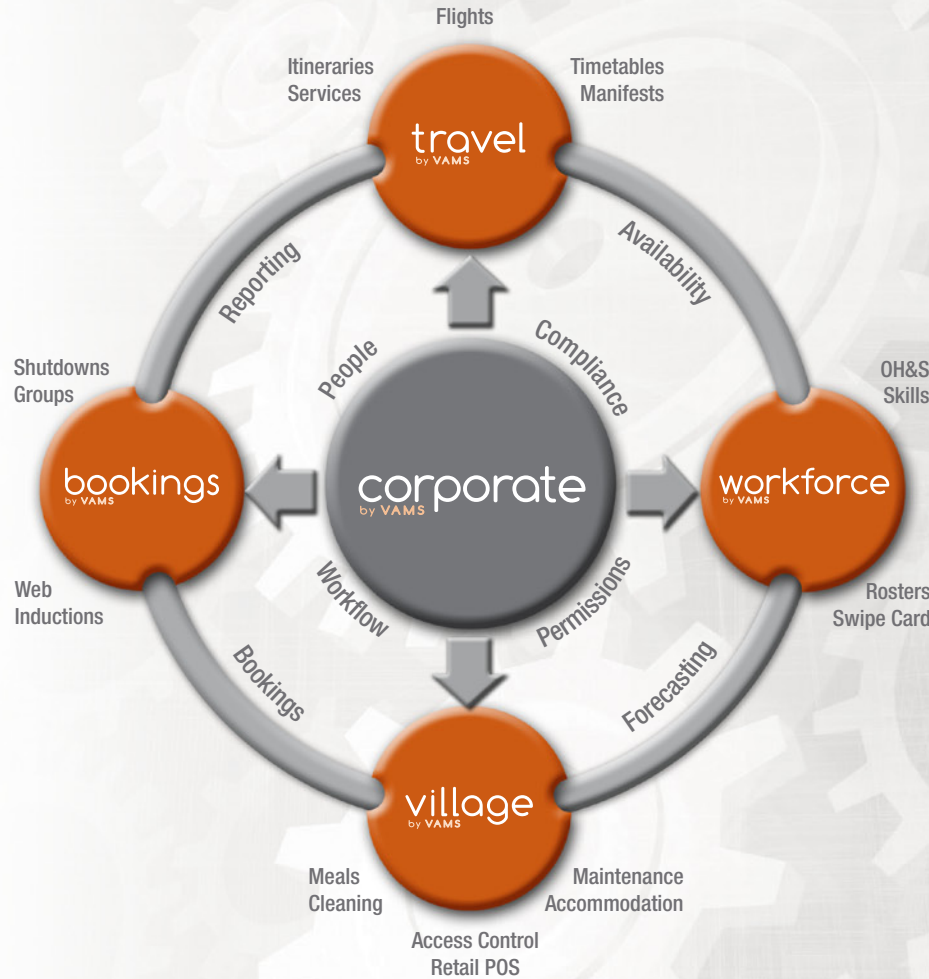 Flights
Itineraries
Services
Timetables
Manifests
travel
by VAMS
Reporting
Availability
People
Compliance
Shutdowns
Groups
OH&S
Skills
bookings
by VAMS
corporate
by VAMS
workforce
by VAMS
Web
Inductions
Workflow
Permissions
Rosters
Swipe Card
Bookings
Forecasting
village
by VAMS
Meals
Cleaning
Maintenance
Accommodation
Access Control
Retail POS